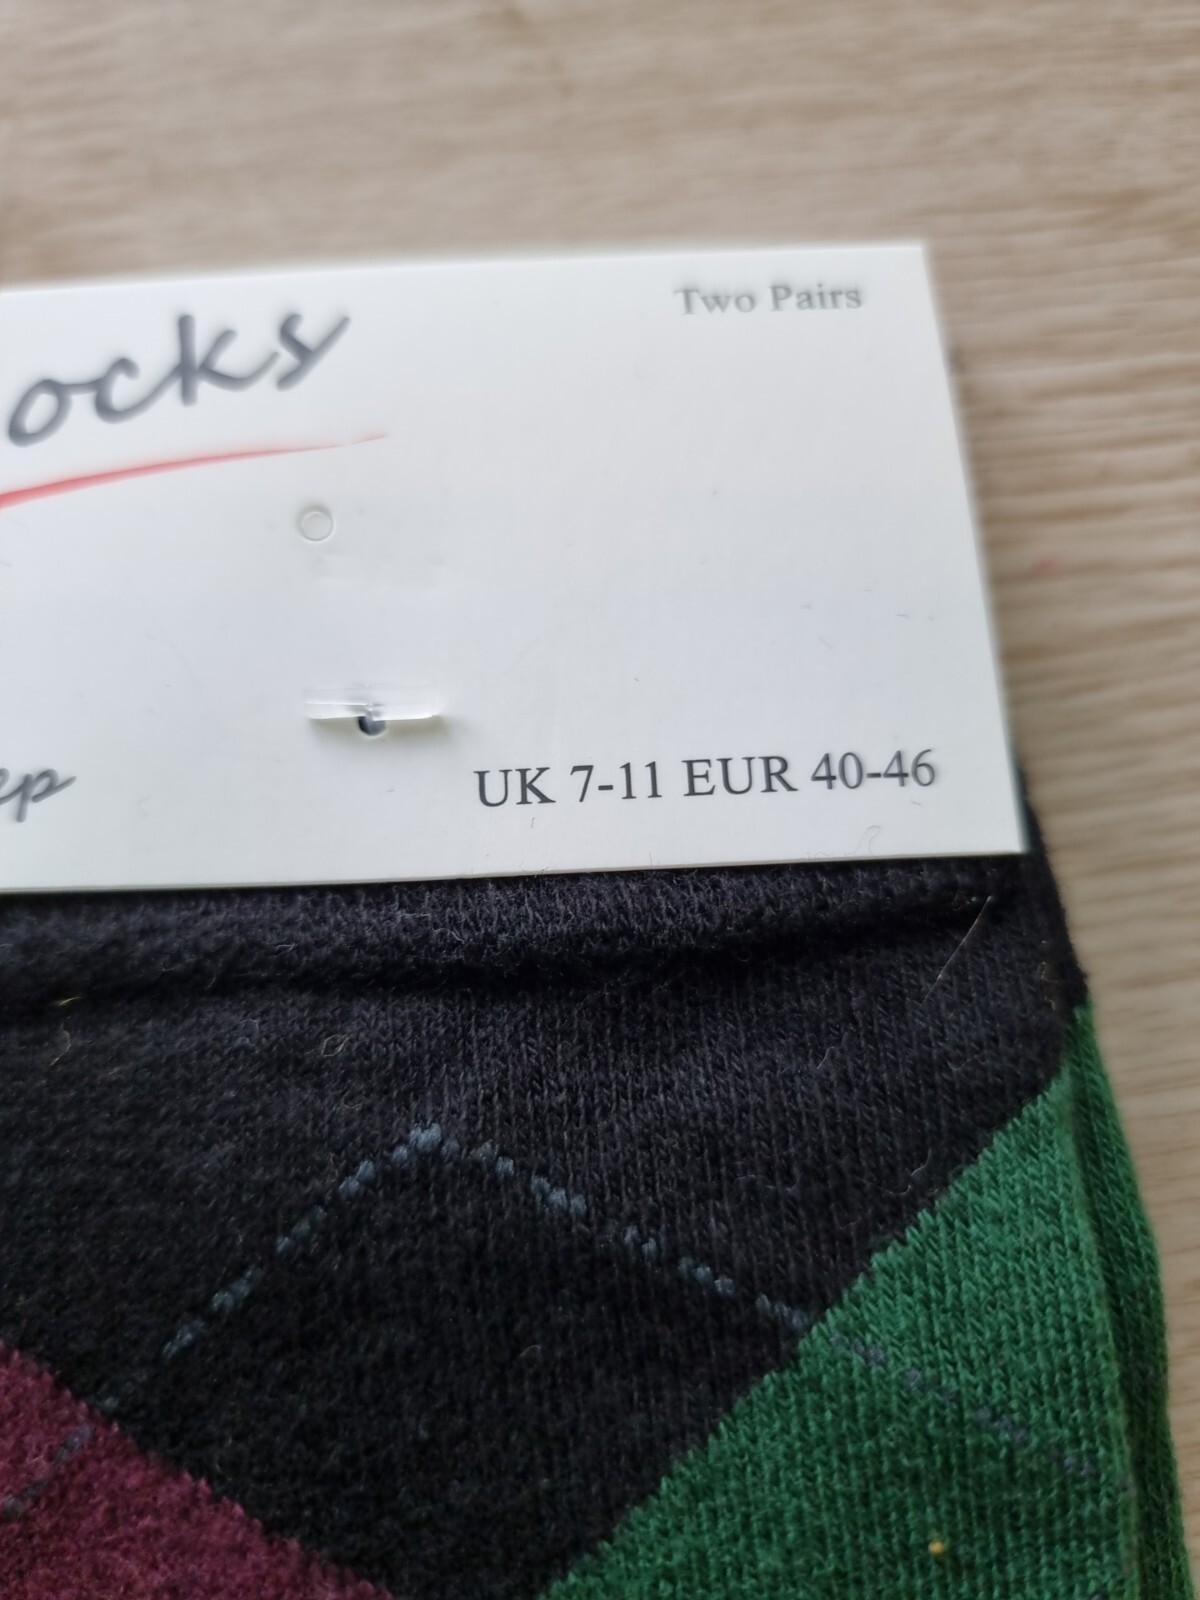 ocks
Two Pairs
ep
UK 7-11 EUR 40-46